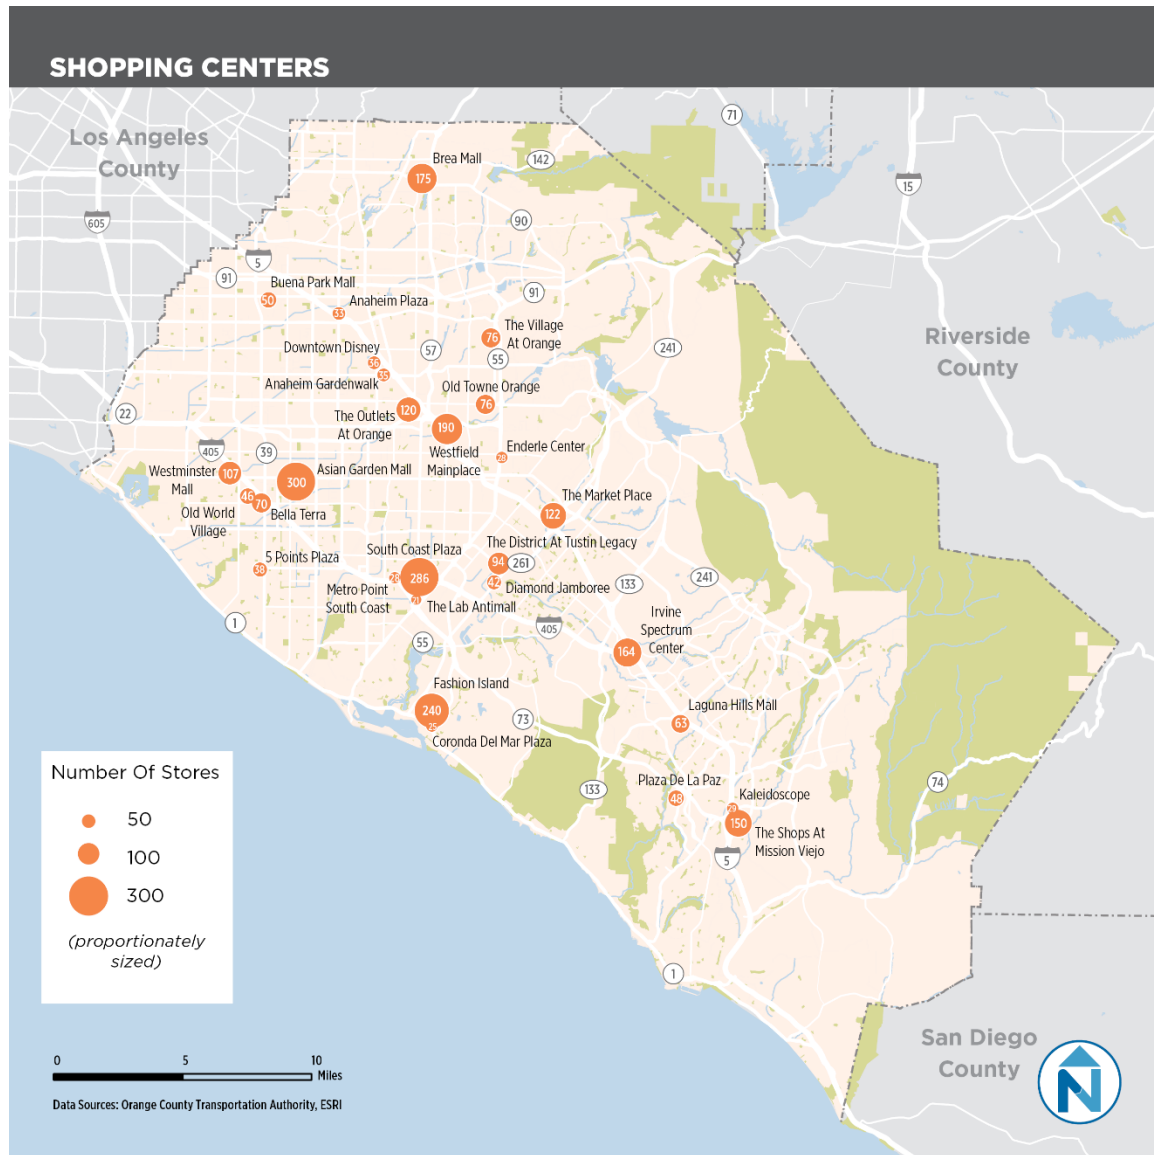 SHOPPING CENTERS
Los Angeles
County
71
142
15
Brea Mall
175
605
90
5
91
Buena Park Mall
50
Anaheim Plaza
33
91
The Village
At Orange
76
55
57
241
Riverside
County
Downtown Disney
36
35
Anaheim Gardenwalk
Old Towne Orange
76
The Outlets
At Orange
120
190
Westfield
Mainplace
22
Enderle Center
28
405
39
Westminster
Mall
107
Asian Garden Mall
300
46
70
Old World
Village
Bella Terra
The Market Place
122
The District At Tustin Legacy
94
261
5 Points Plaza
38
South Coast Plaza
286
28
Metro Point
South Coast
21
The Lab Antimall
42
Diamond Jamboree
133
241
1
55
405
Irvine
Spectrum
Center
164
Fashion Island
240
25
Coronda Del Mar Plaza
73
Laguna Hills Mall
63
Plaza De La Paz
48
133
Kaleidoscope
29
150
The Shops At
Mission Viejo
5
74
Number Of Stores
50
100
300
(proportionately
sized)
1
San Diego
County
N
0 5 10
Miles
Data Sources: Orange County Transportation Authority, ESRI